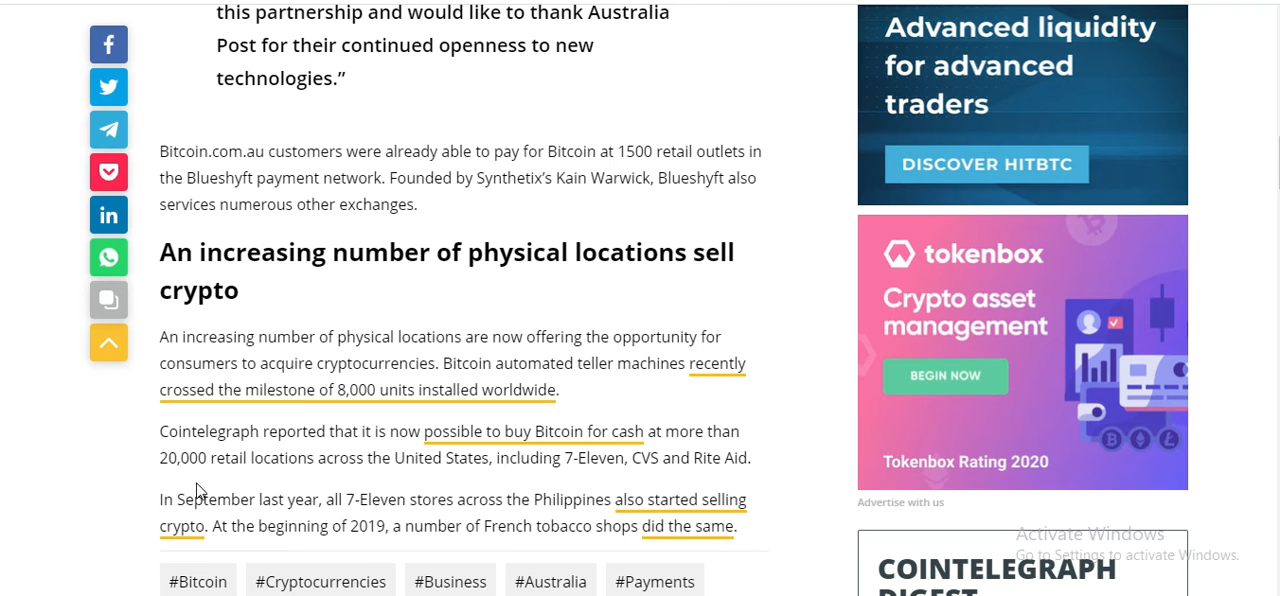 this partnership and would like to thank Australia
Post for their continued openness to new
technologies.”
Bitcoin.com.au customers were already able to pay for Bitcoin at 1500 retail outlets in
the Blueshyft payment network. Founded by Synthetix’s Kain Warwick, Blueshyft also
services numerous other exchanges.
An increasing number of physical locations sell
crypto
An increasing number of physical locations are now offering the opportunity for
consumers to acquire cryptocurrencies. Bitcoin automated teller machines recently
crossed the milestone of 8,000 units installed worldwide.
Cointelegraph reported that it is now possible to buy Bitcoin for cash at more than
20,000 retail locations across the United States, including 7-Eleven, CVS and Rite Aid.
In September last year, all 7-Eleven stores across the Philippines also started selling
crypto. At the beginning of 2019, a number of French tobacco shops did the same.
#Bitcoin #Cryptocurrencies #Business #Australia #Payments
Advanced liquidity
for advanced
traders
DISCOVER HITBTC
tokenbox
Crypto asset
management
BEGIN NOW
Tokenbox Rating 2020
Advertise with us
Activate Windows
Go to Settings to activate Windows.
COINTELEGRAPH
DIGEST